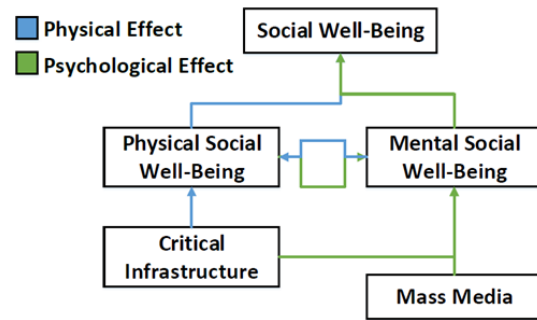 Social Well-Being
Physical Effect
Psychological Effect
Physical Social
Well-Being
Mental Social
Well-Being
Critical
Infrastructure
Mass Media